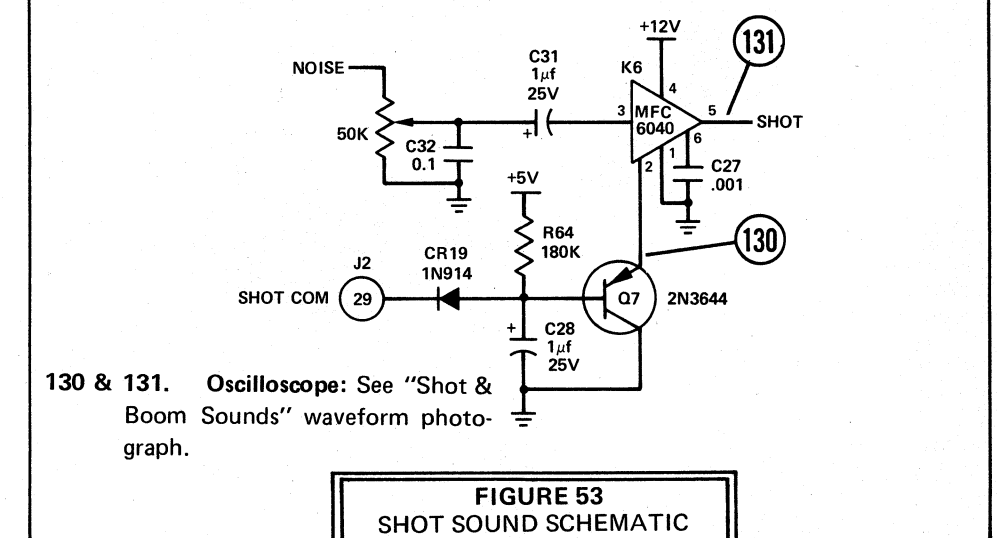 +12V
131
C31
1µf
25V
K6
NOISE
4
3
MFC
6040
5
SHOT
50K
C32
0.1
+
6
1
2
C27
.001
+5V
R64
180K
130
CR19
1N914
J2
SHOT COM
29
Q7
2N3644
+
C28
1µf
25V
130 & 131. Oscilloscope: See "Shot &
Boom Sounds" waveform photo-
graph.
FIGURE 53
SHOT SOUND SCHEMATIC